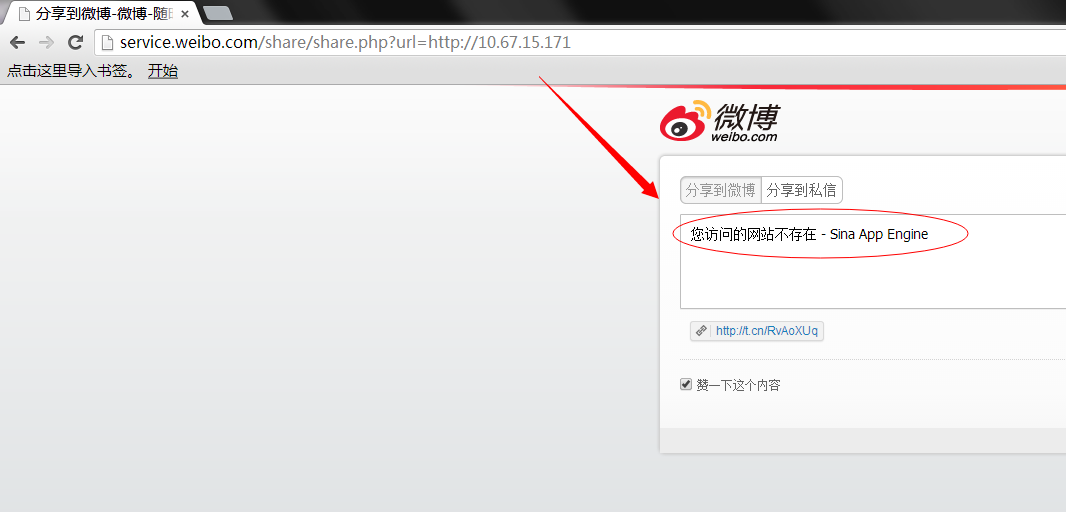 分享到微博-微博-随
service.weibo.com/share/share.php?url=http://10.67.15.171
点击这里导入书签。 开始
微博
weibo.com
分享到微博 分享到私信
您访问的网站不存在 - Sina App Engine
http://t.cn/RvAoXUq
赞一下这个内容